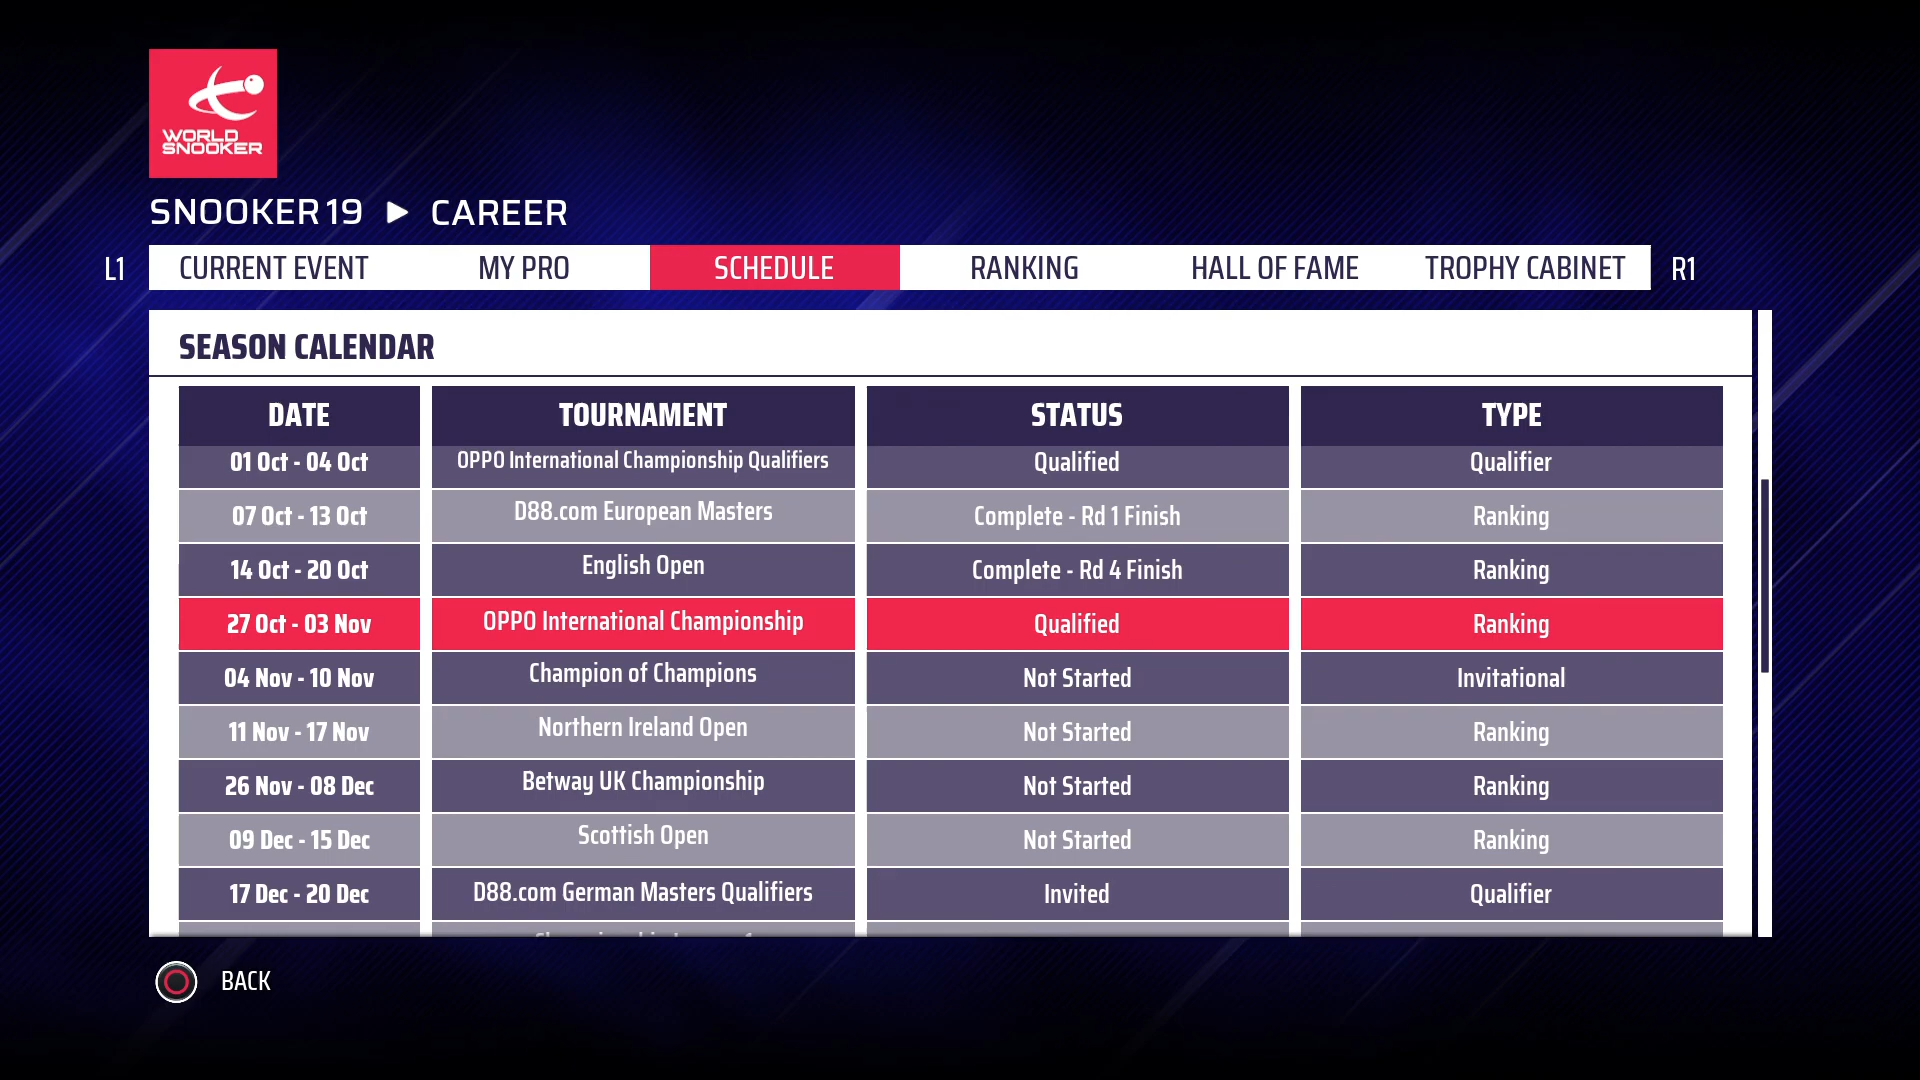 WORLD
SNOOKER
SNOOKER 19 ▶ CAREER
L1 CURRENT EVENT MY PRO SCHEDULE RANKING HALL OF FAME TROPHY CABINET R1
SEASON CALENDAR
DATE TOURNAMENT STATUS TYPE
01 Oct - 04 Oct OPPO International Championship Qualifiers Qualified Qualifier
07 Oct - 13 Oct D88.com European Masters Complete - Rd 1 Finish Ranking
14 Oct - 20 Oct English Open Complete - Rd 4 Finish Ranking
27 Oct - 03 Nov OPPO International Championship Qualified Ranking
04 Nov - 10 Nov Champion of Champions Not Started Invitational
11 Nov - 17 Nov Northern Ireland Open Not Started Ranking
26 Nov - 08 Dec Betway UK Championship Not Started Ranking
09 Dec - 15 Dec Scottish Open Not Started Ranking
17 Dec - 20 Dec D88.com German Masters Qualifiers Invited Qualifier
BACK